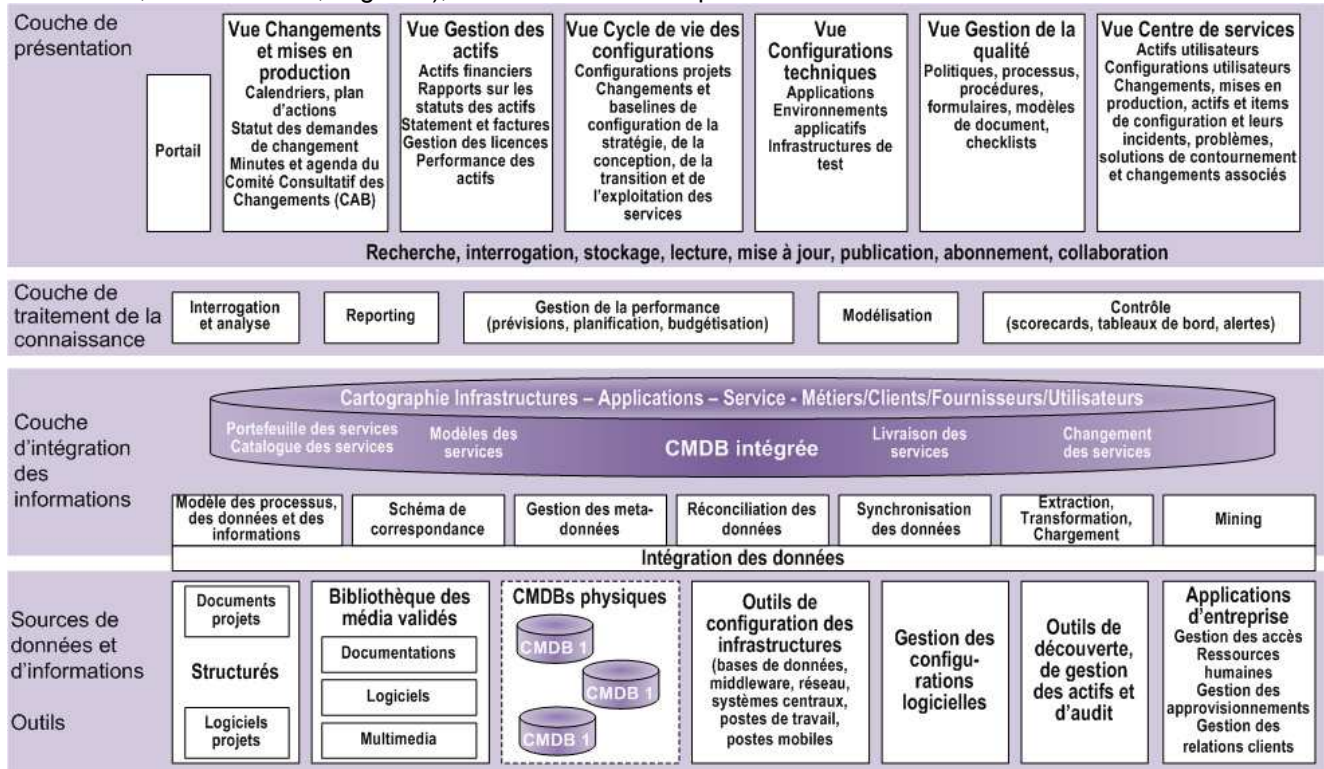 Couche de
présentation
Portail
Vue Changements
et mises en
production
Calendriers, plan
d'actions
Statut des demandes
de changement
Minutes et agenda du
Comité Consultatif des
Changements (CAB)
Vue Gestion des
actifs
Actifs financiers
Rapports sur les
statuts des actifs
Statement et factures
Gestion des licences
Performance des
actifs
Vue Cycle de vie des
configurations
Configurations projets
Changements et
baselines de
configuration de la
stratégie, de la
conception, de la
transition et de
l'exploitation des
services
Vue
Configurations
techniques
Applications
Environnements
applicatifs
Infrastructures de
test
Vue Gestion de la
qualité
Politiques, processus,
procédures,
formulaires, modèles
de document,
checklists
Vue Centre de services
Actifs utilisateurs
Configurations utilisateurs
Changements, mises en
production, actifs et items
de configuration et leurs
incidents, problèmes,
solutions de contournement
et changements associés
Recherche, interrogation, stockage, lecture, mise à jour, publication, abonnement, collaboration
Couche de
traitement de la
connaissance
Interrogation
et analyse
Reporting
Gestion de la performance
(prévisions, planification, budgétisation)
Modélisation
Contrôle
(scorecards, tableaux de bord, alertes)
Couche
d'intégration
des
informations
Cartographie Infrastructures – Applications – Service - Métiers/Clients/Fournisseurs/Utilisateurs
Portefeuille des services
Catalogue des services
Modèles des
services
CMDB intégrée
Livraison des
services
Changement
des services
Modèle des processus,
des données et des
informations
Schéma de
correspondance
Gestion des meta-
données
Réconciliation des
données
Synchronisation
des données
Extraction,
Transformation,
Chargement
Mining
Intégration des données
Sources de
données et
d'informations
Outils
Documents
projets
Structurés
Logiciels
projets
Bibliothèque des
média validés
Documentations
Logiciels
Multimedia
CMDBs physiques
CMDB 1
CMDB 1
CMDB 1
Outils de
configuration des
infrastructures
(bases de données,
middleware, réseau,
systèmes centraux,
postes de travail,
postes mobiles
Gestion des
configu-
rations
logicielles
Outils de
découverte,
de gestion
des actifs et
d'audit
Applications
d'entreprise
Gestion des accès
Ressources
humaines
Gestion des
approvisionnements
Gestion des
relations clients